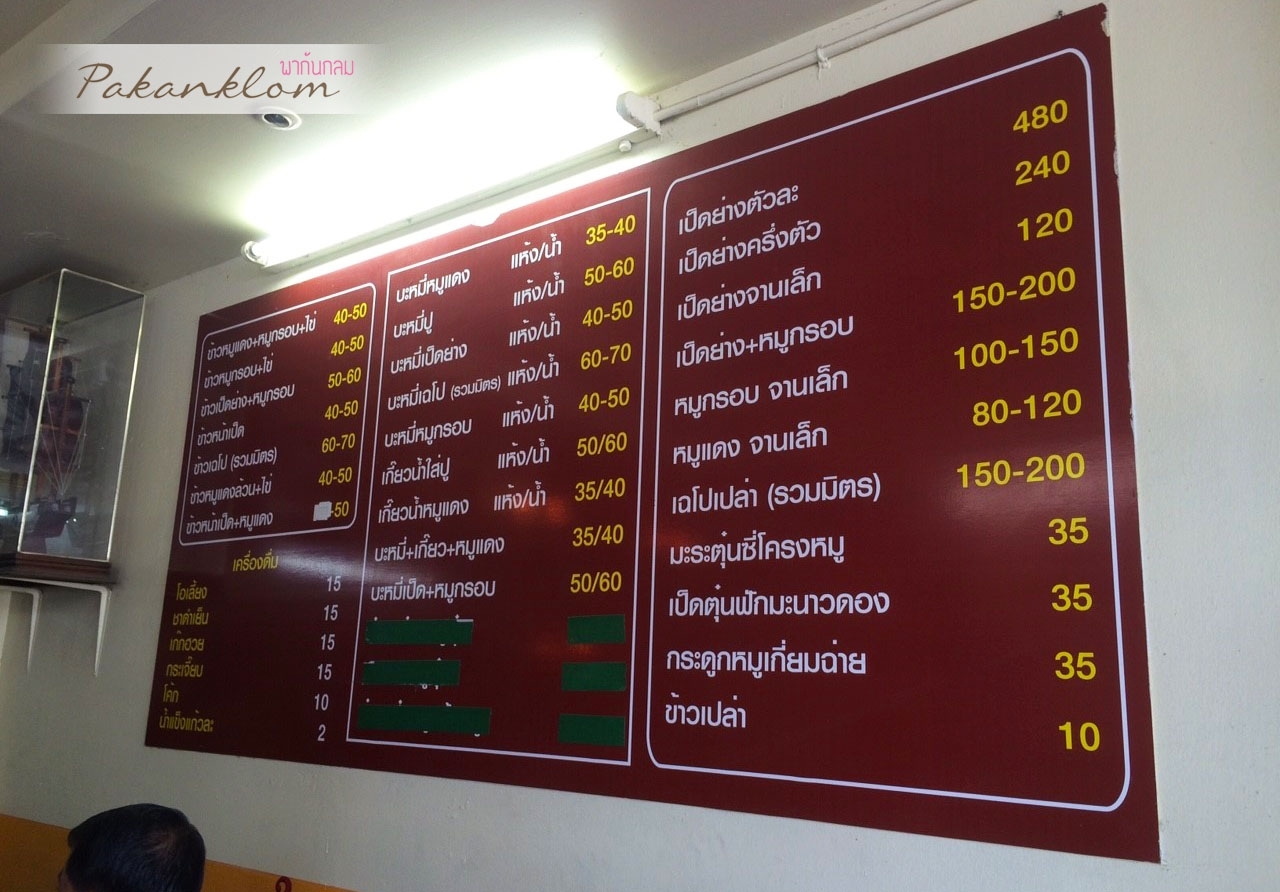 พากันกลม
Pakanklom
ข้าวหมูแดง+หมูกรอบ+ไข่ 40-50
ข้าวหมูกรอบ+ไข่ 40-50
ข้าวเป็ดย่าง+หมูกรอบ 50-60
ข้าวหน้าเป็ด 40-50
ข้าวเฉโป (รวมมิตร) 60-70
ข้าวหมูแดงล้วน+ไข่ 40-50
ข้าวหน้าเป็ด+หมูแดง -50
เครื่องดื่ม
โอเลี้ยง 15
ชาดำเย็น 15
เก๊กฮวย 15
กระเจี๊ยบ 15
โค้ก 10
น้ำแข็งแก้วละ 2
บะหมี่หมูแดง แห้ง/น้ำ 35-40
บะหมี่ปู แห้ง/น้ำ 50-60
บะหมี่เป็ดย่าง แห้ง/น้ำ 40-50
บะหมี่เฉโป (รวมมิตร) แห้ง/น้ำ 60-70
บะหมี่หมูกรอบ แห้ง/น้ำ 40-50
เกี๊ยวน้ำใส่ปู แห้ง/น้ำ 50/60
เกี๊ยวน้ำหมูแดง แห้ง/น้ำ 35/40
บะหมี่+เกี๊ยว+หมูแดง 35/40
บะหมี่เป็ด+หมูกรอบ 50/60
เป็ดย่างตัวละ 480
เป็ดย่างครึ่งตัว 240
เป็ดย่างจานเล็ก 120
เป็ดย่าง+หมูกรอบ 150-200
หมูกรอบ จานเล็ก 100-150
หมูแดง จานเล็ก 80-120
เฉโปเปล่า (รวมมิตร) 150-200
มะระตุ๋นซี่โครงหมู 35
เป็ดตุ๋นฟักมะนาวดอง 35
กระดูกหมูเกี่ยมฉ่าย 35
ข้าวเปล่า 10